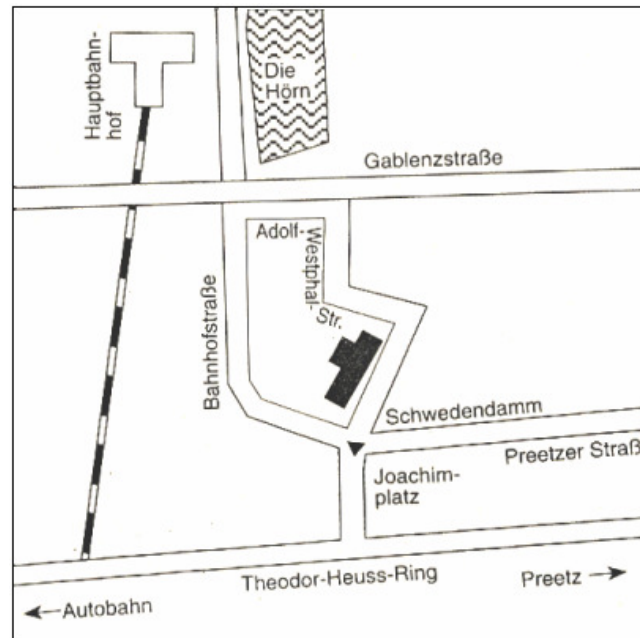 Hauptbahn-
hof
Die
Hörn
Gablenzstraße
Adolf-
Westphal-
Str.
Bahnhofstraße
Schwedendamm
Preetzer Straß
Joachim-
platz
Theodor-Heuss-Ring
Preetz
Autobahn